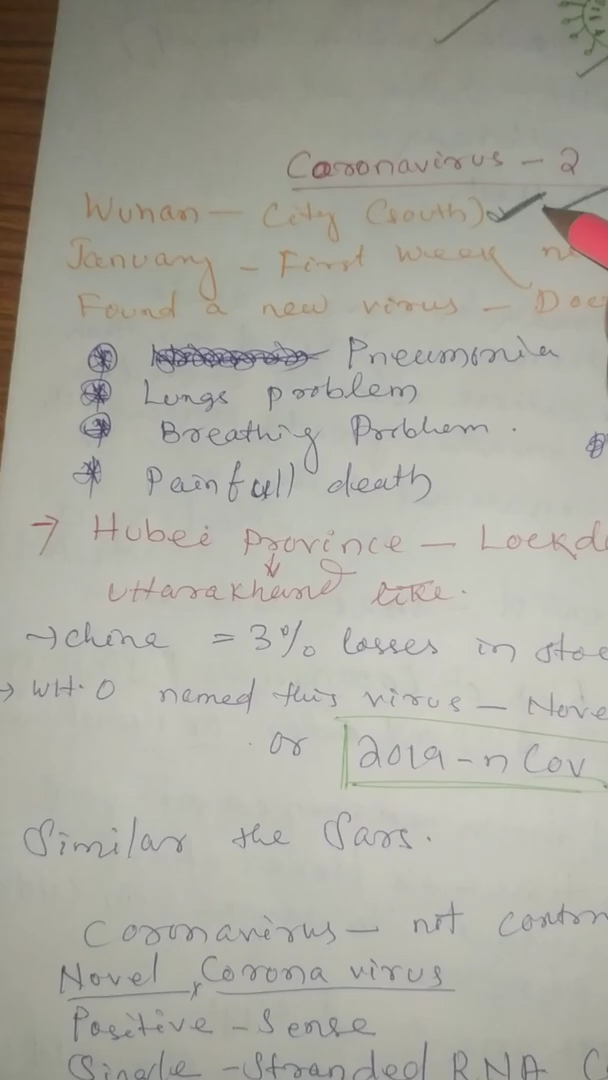 Coronavirus - 2
Wuhan - City (South)
January - First week
Found a new virus -
Pneumonia
Lungs problem
Breathing Problem.
Painfull death
→ Hubei province - Lockd
Uttarakhand like.
→ China = 3% losses in stoc
→ WH.O named this virus - Nove
or 2019-n Cov
Similar the Sars.
Coronavirus - not contr
Novel, Corona virus
Positive - Sense
Single - Stranded RNA